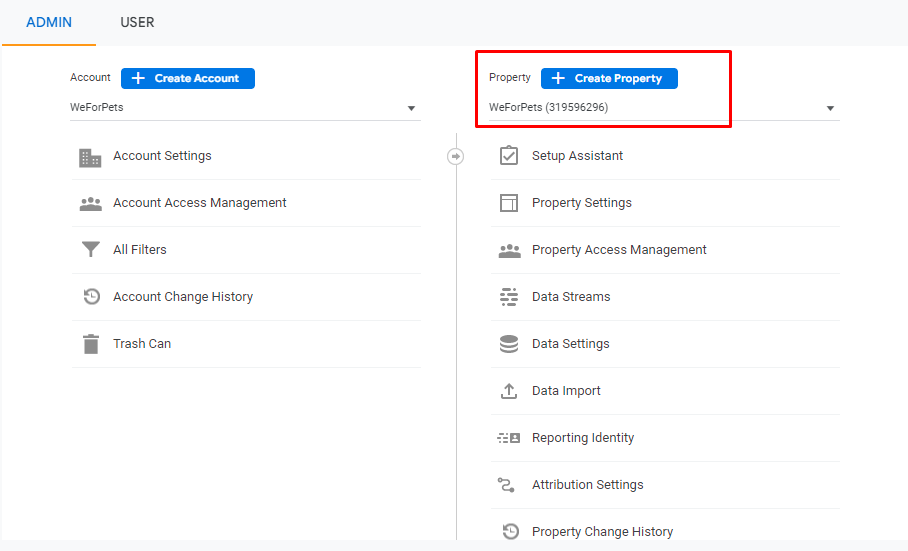 ADMIN
USER
Account
Create Account
WeForPets
Account Settings
Account Access Management
All Filters
Account Change History
Trash Can
Property
Create Property
WeForPets (319596296)
Setup Assistant
Property Settings
Property Access Management
Data Streams
Data Settings
Data Import
Reporting Identity
Attribution Settings
Property Change History